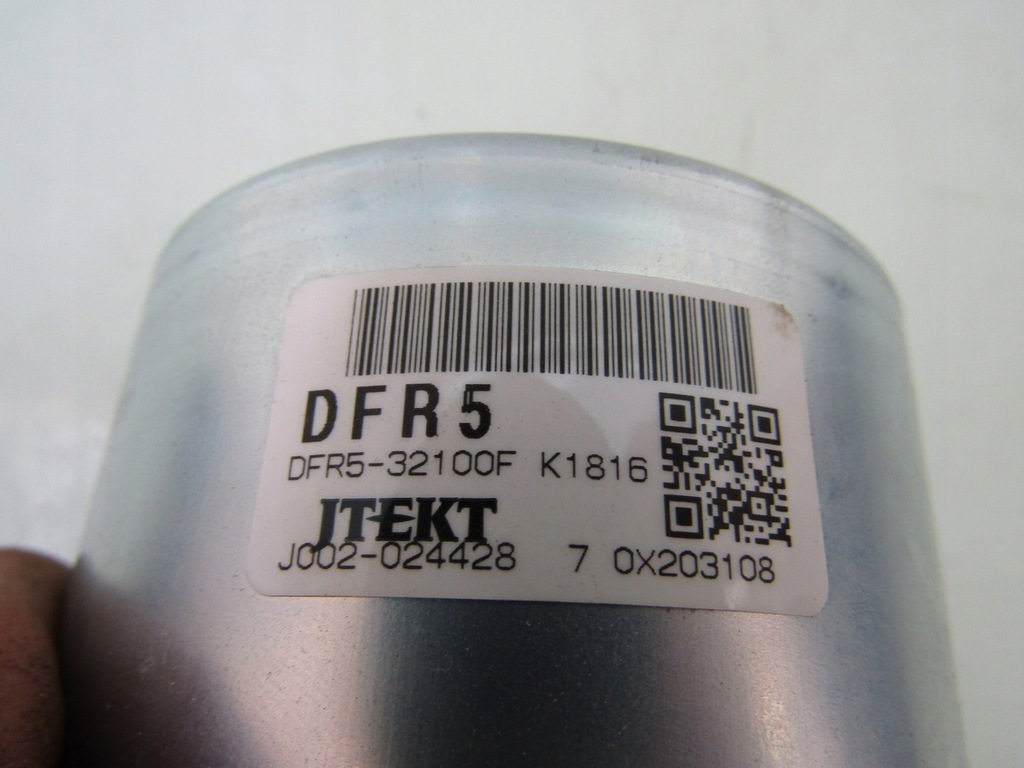 DFR5
DFR5-32100F K1816
JTEKT
J002-024428 7 0X203108